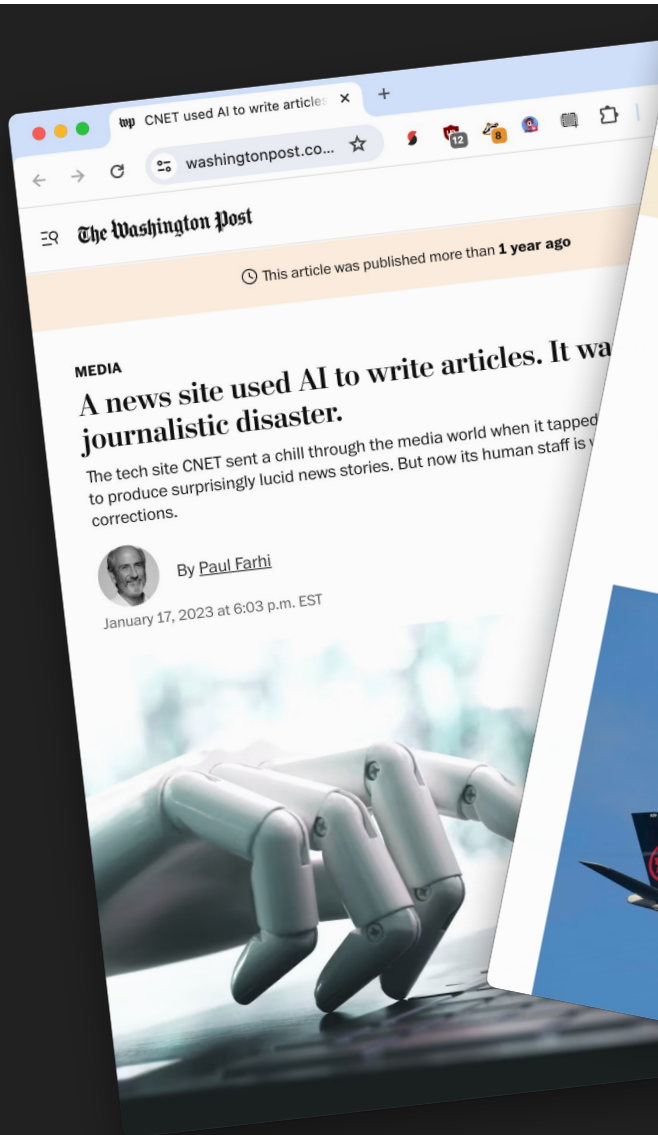 wp CNET used AI to write articles
washingtonpost.co...
12
8
The Washington Post
This article was published more than 1 year ago
MEDIA
A news site used AI to write articles. It wa
journalistic disaster.
The tech site CNET sent a chill through the media world when it tapped
to produce surprisingly lucid news stories. But now its human staff is
corrections.
By Paul Farhi
January 17, 2023 at 6:03 p.m. EST